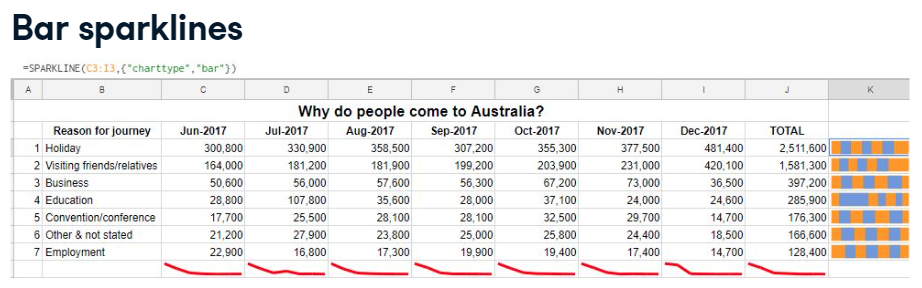 Bar sparklines
=SPARKLINE(C3:I3,{"charttype","bar"})
A B C D E F G H I J K
Why do people come to Australia?
Reason for journey Jun-2017 Jul-2017 Aug-2017 Sep-2017 Oct-2017 Nov-2017 Dec-2017 TOTAL
1 Holiday 300,800 330,900 358,500 307,200 355,300 377,500 481,400 2,511,600
2 Visiting friends/relatives 164,000 181,200 181,900 199,200 203,900 231,000 420,100 1,581,300
3 Business 50,600 56,000 57,600 56,300 67,200 73,000 36,500 397,200
4 Education 28,800 107,800 35,600 28,000 37,100 24,000 24,600 285,900
5 Convention/conference 17,700 25,500 28,100 28,100 32,500 29,700 14,700 176,300
6 Other & not stated 21,200 27,900 23,800 25,000 25,800 24,400 18,500 166,600
7 Employment 22,900 16,800 17,300 19,900 19,400 17,400 14,700 128,400